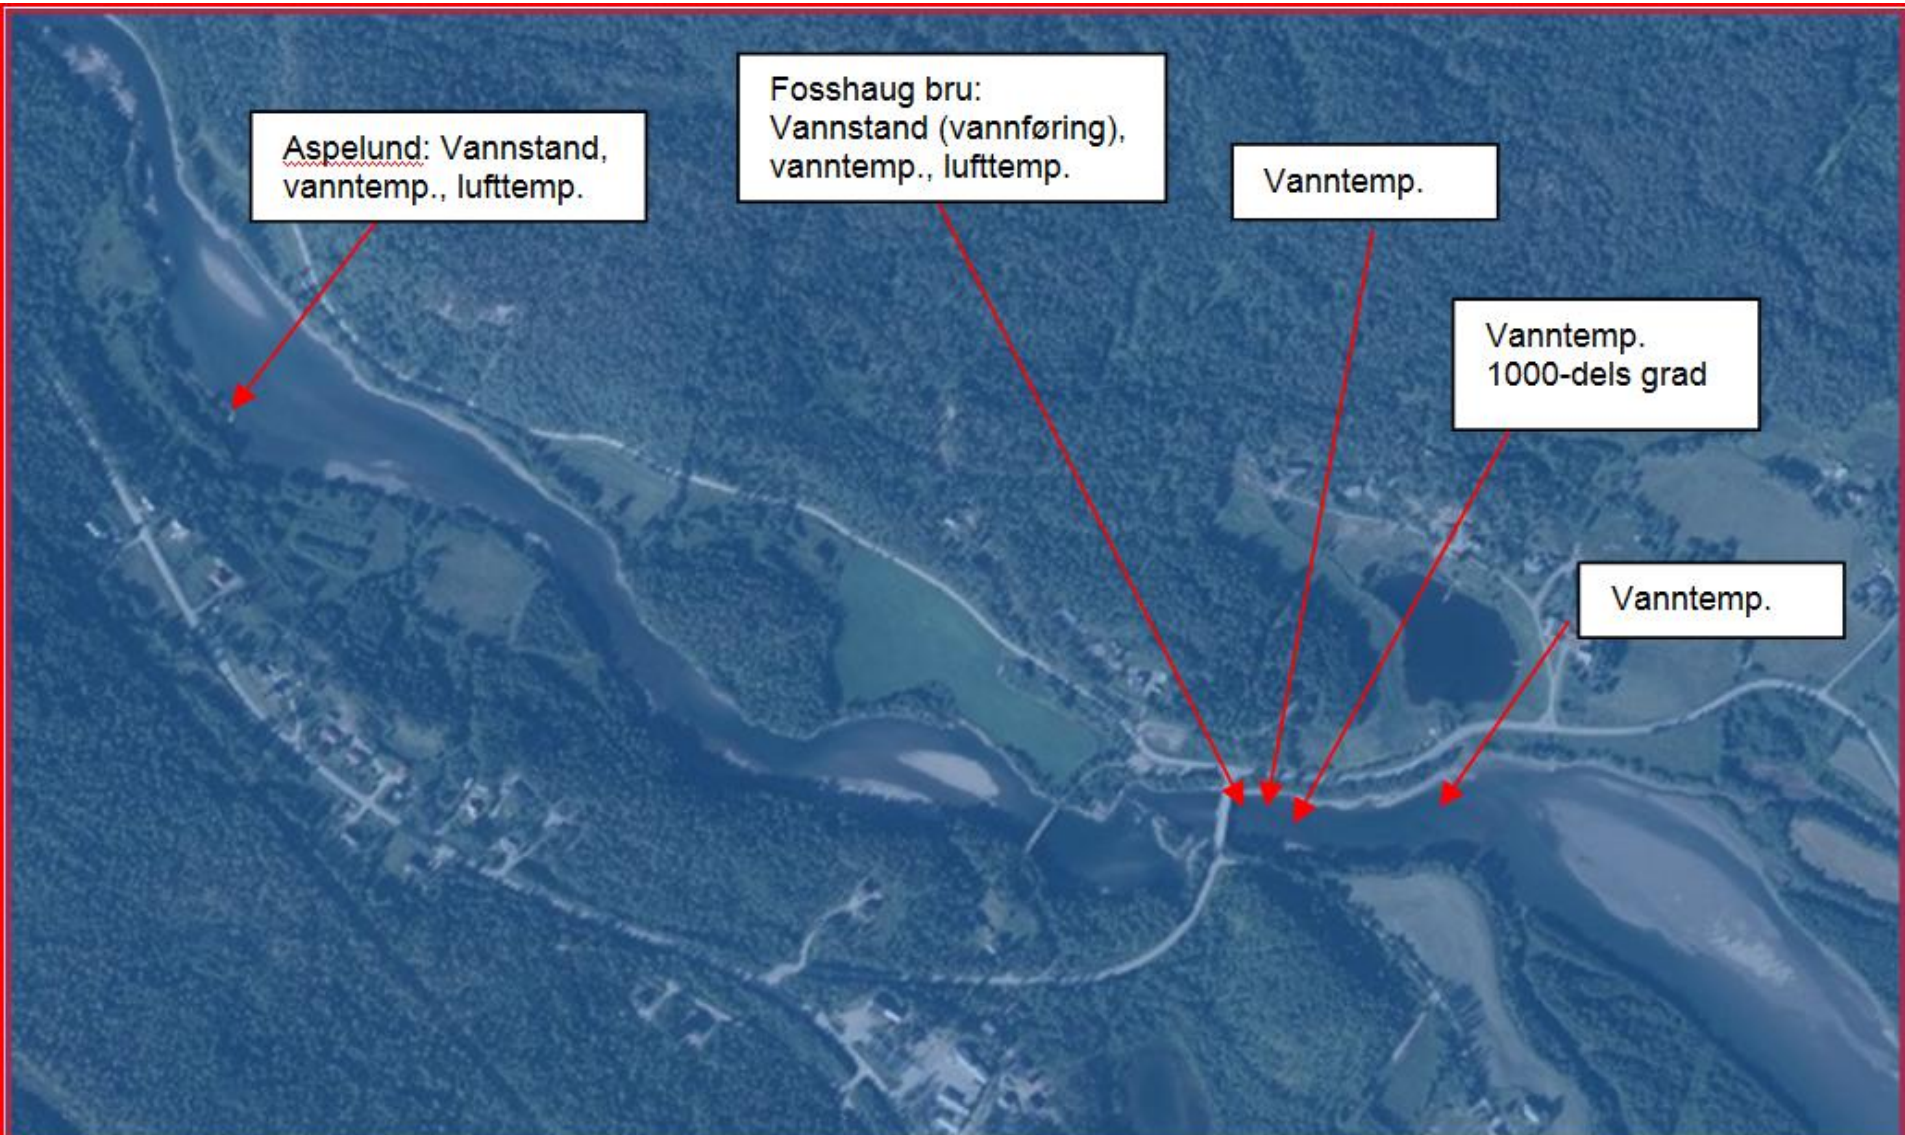 Aspelund: Vannstand,
vanntemp., lufttemp.
Fosshaug bru:
Vannstand (vannføring),
vanntemp., lufttemp.
Vanntemp.
Vanntemp.
1000-dels grad
Vanntemp.